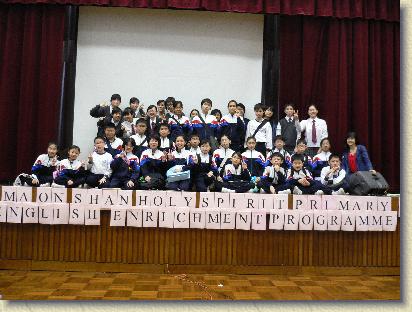 MA ON SHAN HOLY SPIRIT PRIMARY
ENGLISH ENRICHMENT PROGRAMME